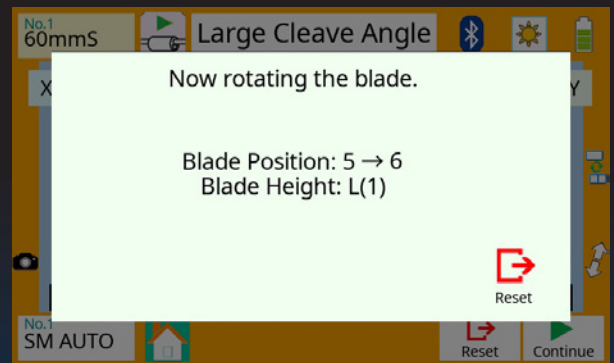 No.1
60mmS
Large Cleave Angle
X
Y
Now rotating the blade.
Blade Position: 5 → 6
Blade Height: L(1)
Reset
No.1
SM AUTO
Reset
Continue